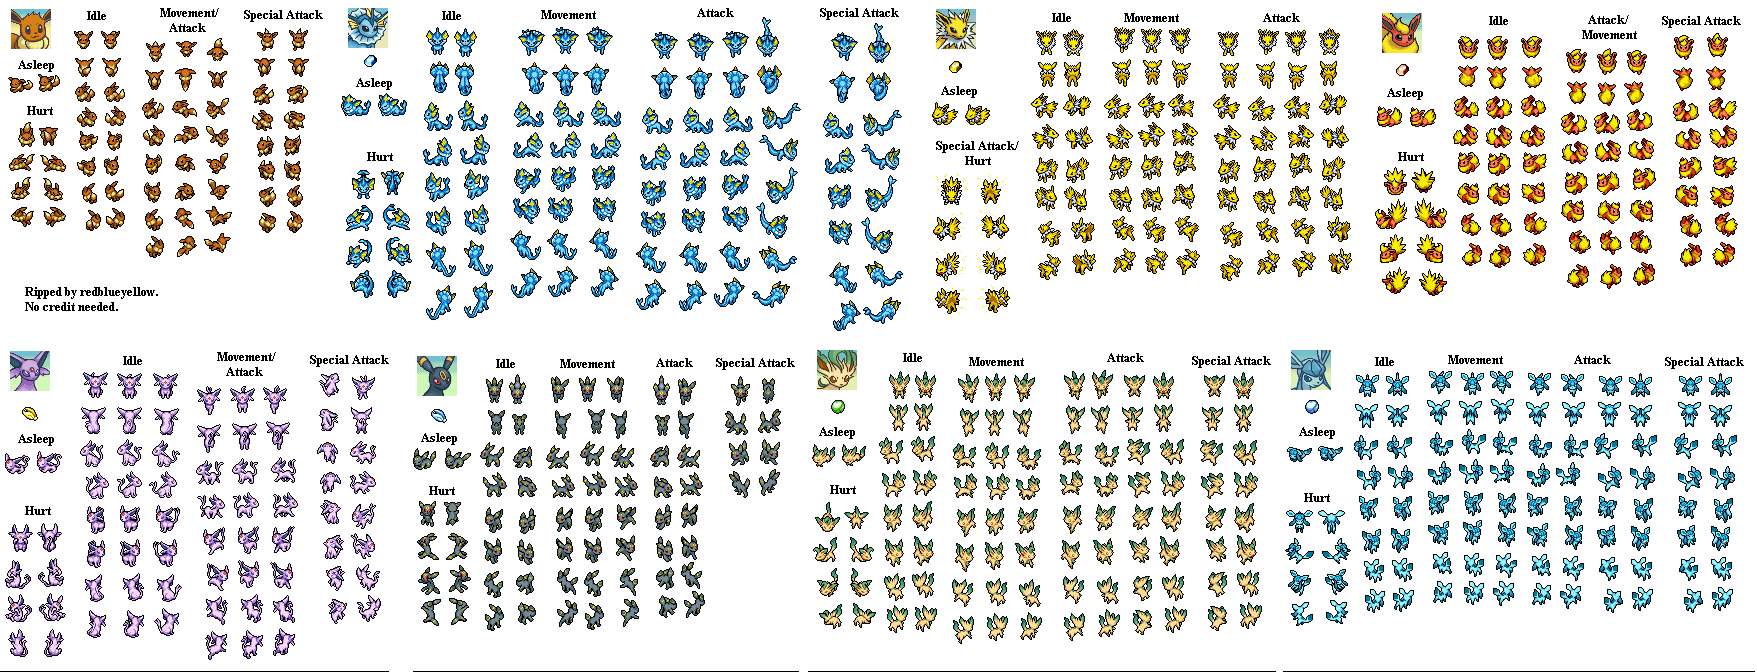 Idle
Movement/
Attack
Special Attack
Asleep
Hurt
Ripped by redblueyellow.
No credit needed.
Idle
Movement
Attack
Special Attack
Asleep
Hurt
Idle
Movement
Attack
Asleep
Special Attack/
Hurt
Idle
Attack/
Movement
Special Attack
Asleep
Hurt
Idle
Movement/
Attack
Special Attack
Asleep
Hurt
Idle
Movement
Attack
Special Attack
Asleep
Hurt
Idle
Movement
Attack
Special Attack
Asleep
Hurt
Idle
Movement
Attack
Special Attack
Asleep
Hurt